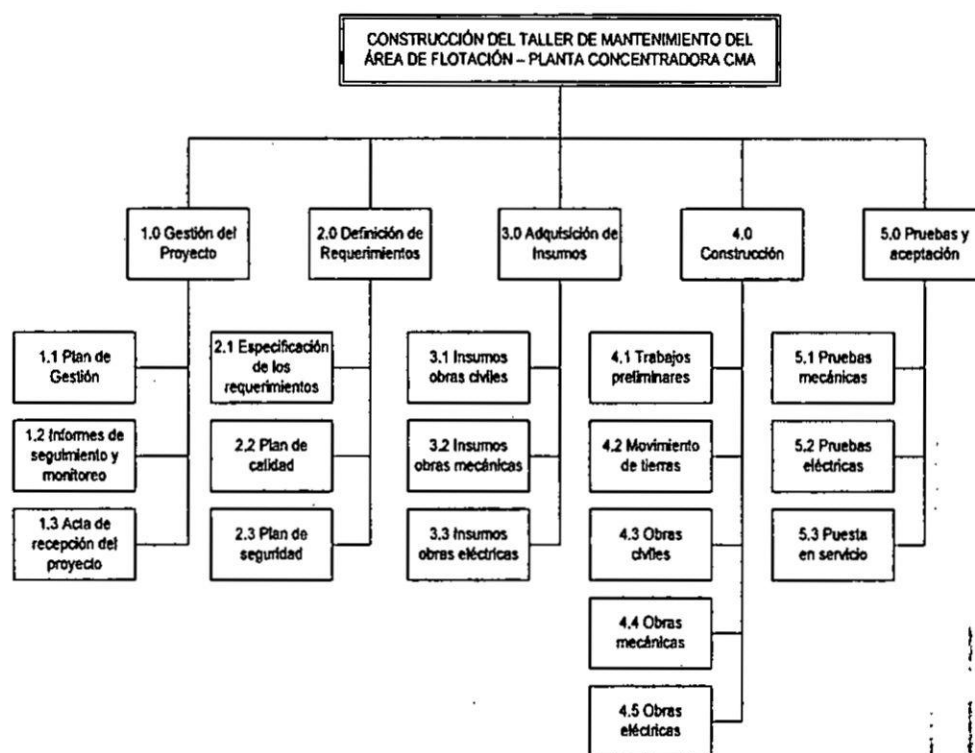 CONSTRUCCIÓN DEL TALLER DE MANTENIMIENTO DEL
ÁREA DE FLOTACIÓN – PLANTA CONCENTRADORA CMA
1.0 Gestión del
Proyecto
2.0 Definición de
Requerimientos
3.0 Adquisición de
Insumos
4.0
Construcción
5.0 Pruebas y
aceptación
1.1 Plan de
Gestión
1.2 Informes de
seguimiento y
monitoreo
1.3 Acta de
recepción del
proyecto
2.1 Especificación
de los
requerimientos
2.2 Plan de
calidad
2.3 Plan de
seguridad
3.1 Insumos
obras civiles
3.2 Insumos
obras mecánicas
3.3 Insumos
obras eléctricas
4.1 Trabajos
preliminares
4.2 Movimiento
de tierras
4.3 Obras
civiles
4.4 Obras
mecánicas
4.5 Obras
eléctricas
5.1 Pruebas
mecánicas
5.2 Pruebas
eléctricas
5.3 Puesta
en servicio